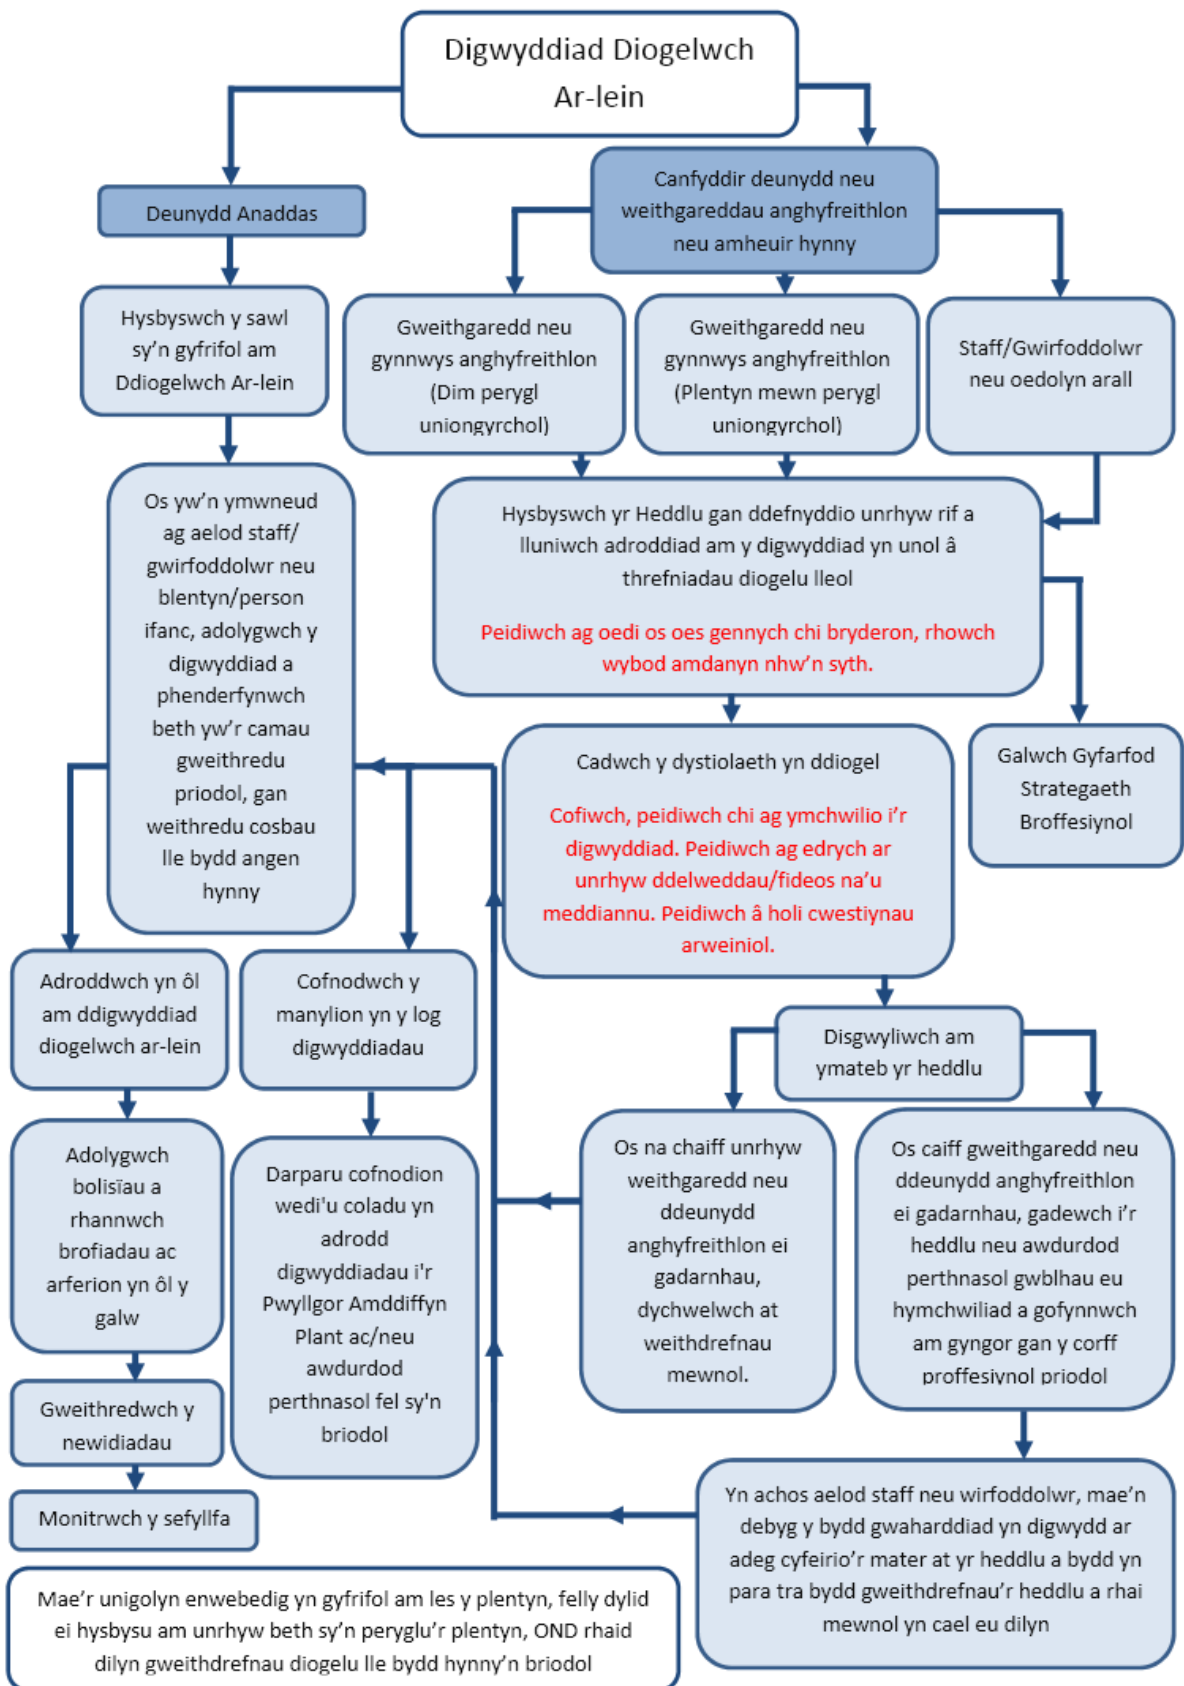 Digwyddiad Diogelwch
Ar-lein
Deunydd Anaddas
Canfyddir deunydd neu
weithgareddau anghyfreithlon
neu amheuir hynny
Hysbyswch y sawl
sy'n gyfrifol am
Ddiogelwch Ar-lein
Gweithgaredd neu
gynnwys anghyfreithlon
(Dim perygl
uniongyrchol)
Gweithgaredd neu
gynnwys anghyfreithlon
(Plentyn mewn perygl
uniongyrchol)
Staff/Gwirfoddolwr
neu oedolyn arall
Os yw'n ymwneud
ag aelod staff/
gwirfoddolwr neu
blentyn/person
ifanc, adolygwch y
digwyddiad a
phenderfynwch
beth yw'r camau
gweithredu
priodol, gan
weithredu cosbau
lle bydd angen
hynny
Hysbyswch yr Heddlu gan ddefnyddio unrhyw rif a
lluniwch adroddiad am y digwyddiad yn unol â
threfniadau diogelu lleol
Peidiwch ag oedi os oes gennych chi bryderon, rhowch
wybod amdanyn nhw'n syth.
Cadwch y dystiolaeth yn ddiogel
Cofiwch, peidiwch chi ag ymchwilio i'r
digwyddiad. Peidiwch ag edrych ar
unrhyw ddelweddau/fideos na'u
meddiannu. Peidiwch â holi cwestiynau
arweiniol.
Galwch Gyfarfod
Strategaeth
Broffesiynol
Adroddwch yn ôl
am ddigwyddiad
diogelwch ar-lein
Cofnodwch y
manylion yn y log
digwyddiadau
Disgwyliwch am
ymateb yr heddlu
Adolygwch
bolisïau a
rhannwch
brofiadau ac
arferion yn ôl y
galw
Darparu cofnodion
wedi'u coladu yn
adrodd
digwyddiadau i'r
Pwyllgor Amddiffyn
Plant ac/neu
awdurdod
perthnasol fel sy'n
briodol
Os na chaiff unrhyw
weithgaredd neu
ddeunydd
anghyfreithlon ei
gadarnhau,
dychwelwch at
weithdrefnau
mewnol.
Os caiff gweithgaredd neu
ddeunydd anghyfreithlon
ei gadarnhau, gadewch i'r
heddlu neu awdurdod
perthnasol gwblhau eu
hymchwiliad a gofynnwch
am gyngor gan y corff
proffesiynol priodol
Gweithredwch y
newidiadau
Monitrwch y sefyllfa
Yn achos aelod staff neu wirfoddolwr, mae'n
debyg y bydd gwaharddiad yn digwydd ar
adeg cyfeirio'r mater at yr heddlu a bydd yn
para tra bydd gweithdrefnau'r heddlu a rhai
mewnol yn cael eu dilyn
Mae'r unigolyn enwebedig yn gyfrifol am les y plentyn, felly dylid
ei hysbysu am unrhyw beth sy'n peryglu'r plentyn, OND rhaid
dilyn gweithdrefnau diogelu lle bydd hynny'n briodol